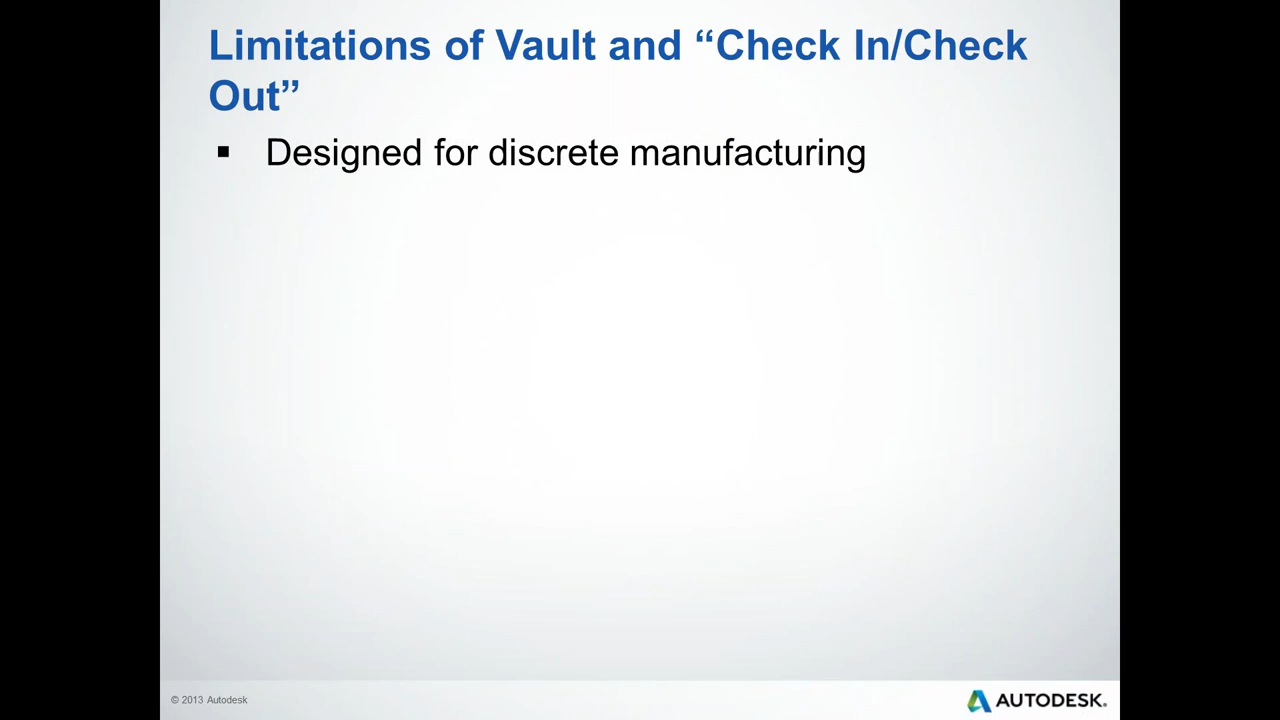 Limitations of Vault and “Check In/Check
Out”
▪ Designed for discrete manufacturing
© 2013 Autodesk
AUTODESK.